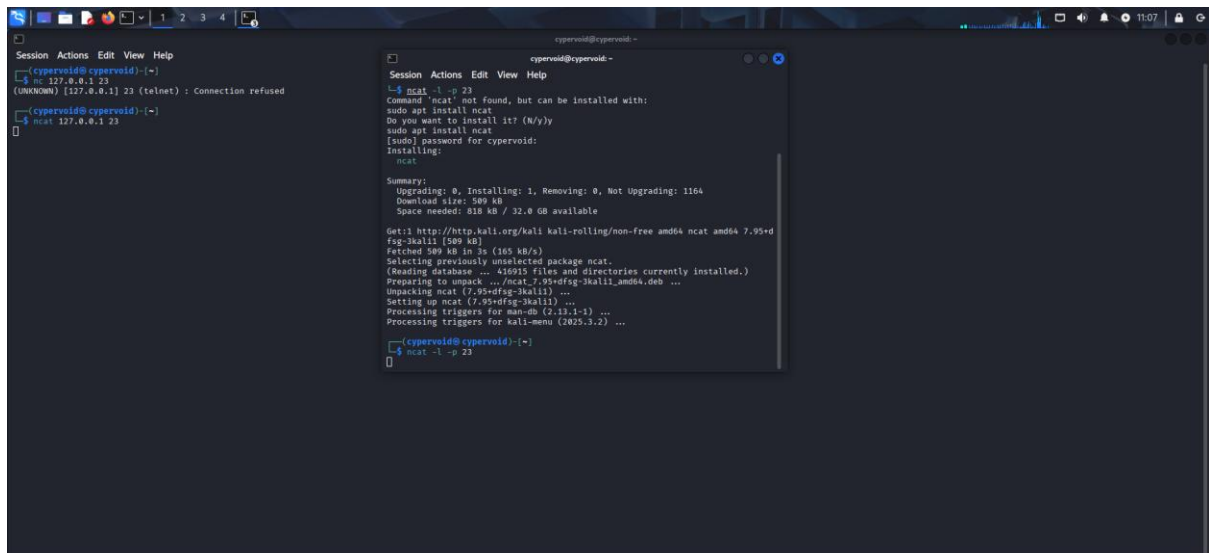 1 2 3 4
11:07
cypervoid@cypervoid: ~
Session Actions Edit View Help
(cypervoid㉿cypervoid)-[~]
$ nc 127.0.0.1 23
(UNKNOWN) [127.0.0.1] 23 (telnet) : Connection refused
(cypervoid㉿cypervoid)-[~]
$ ncat 127.0.0.1 23
cypervoid@cypervoid: ~
Session Actions Edit View Help
$ ncat -l -p 23
Command 'ncat' not found, but can be installed with:
sudo apt install ncat
Do you want to install it? (N/y)y
sudo apt install ncat
[sudo] password for cypervoid:
Installing:
ncat
Summary:
Upgrading: 0, Installing: 1, Removing: 0, Not Upgrading: 1164
Download size: 509 kB
Space needed: 818 kB / 32.0 GB available
Get:1 http://http.kali.org/kali kali-rolling/non-free amd64 ncat amd64 7.95+d
fsg-3kali1 [509 kB]
Fetched 509 kB in 3s (165 kB/s)
Selecting previously unselected package ncat.
(Reading database ... 416915 files and directories currently installed.)
Preparing to unpack .../ncat_7.95+dfsg-3kali1_amd64.deb ...
Unpacking ncat (7.95+dfsg-3kali1) ...
Setting up ncat (7.95+dfsg-3kali1) ...
Processing triggers for man-db (2.13.1-1) ...
Processing triggers for kali-menu (2025.3.2) ...
(cypervoid㉿cypervoid)-[~]
$ ncat -l -p 23